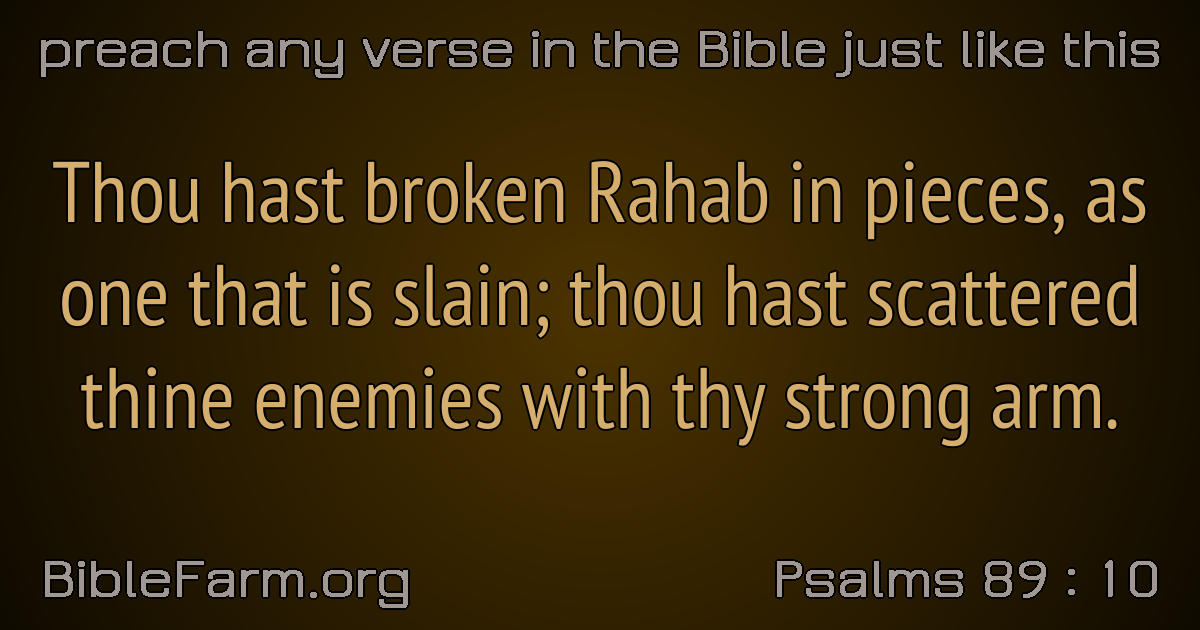 preach any verse in the Bible just like this
Thou hast broken Rahab in pieces, as
one that is slain; thou hast scattered
thine enemies with thy strong arm.
BibleFarm.org
Psalms 89 : 10